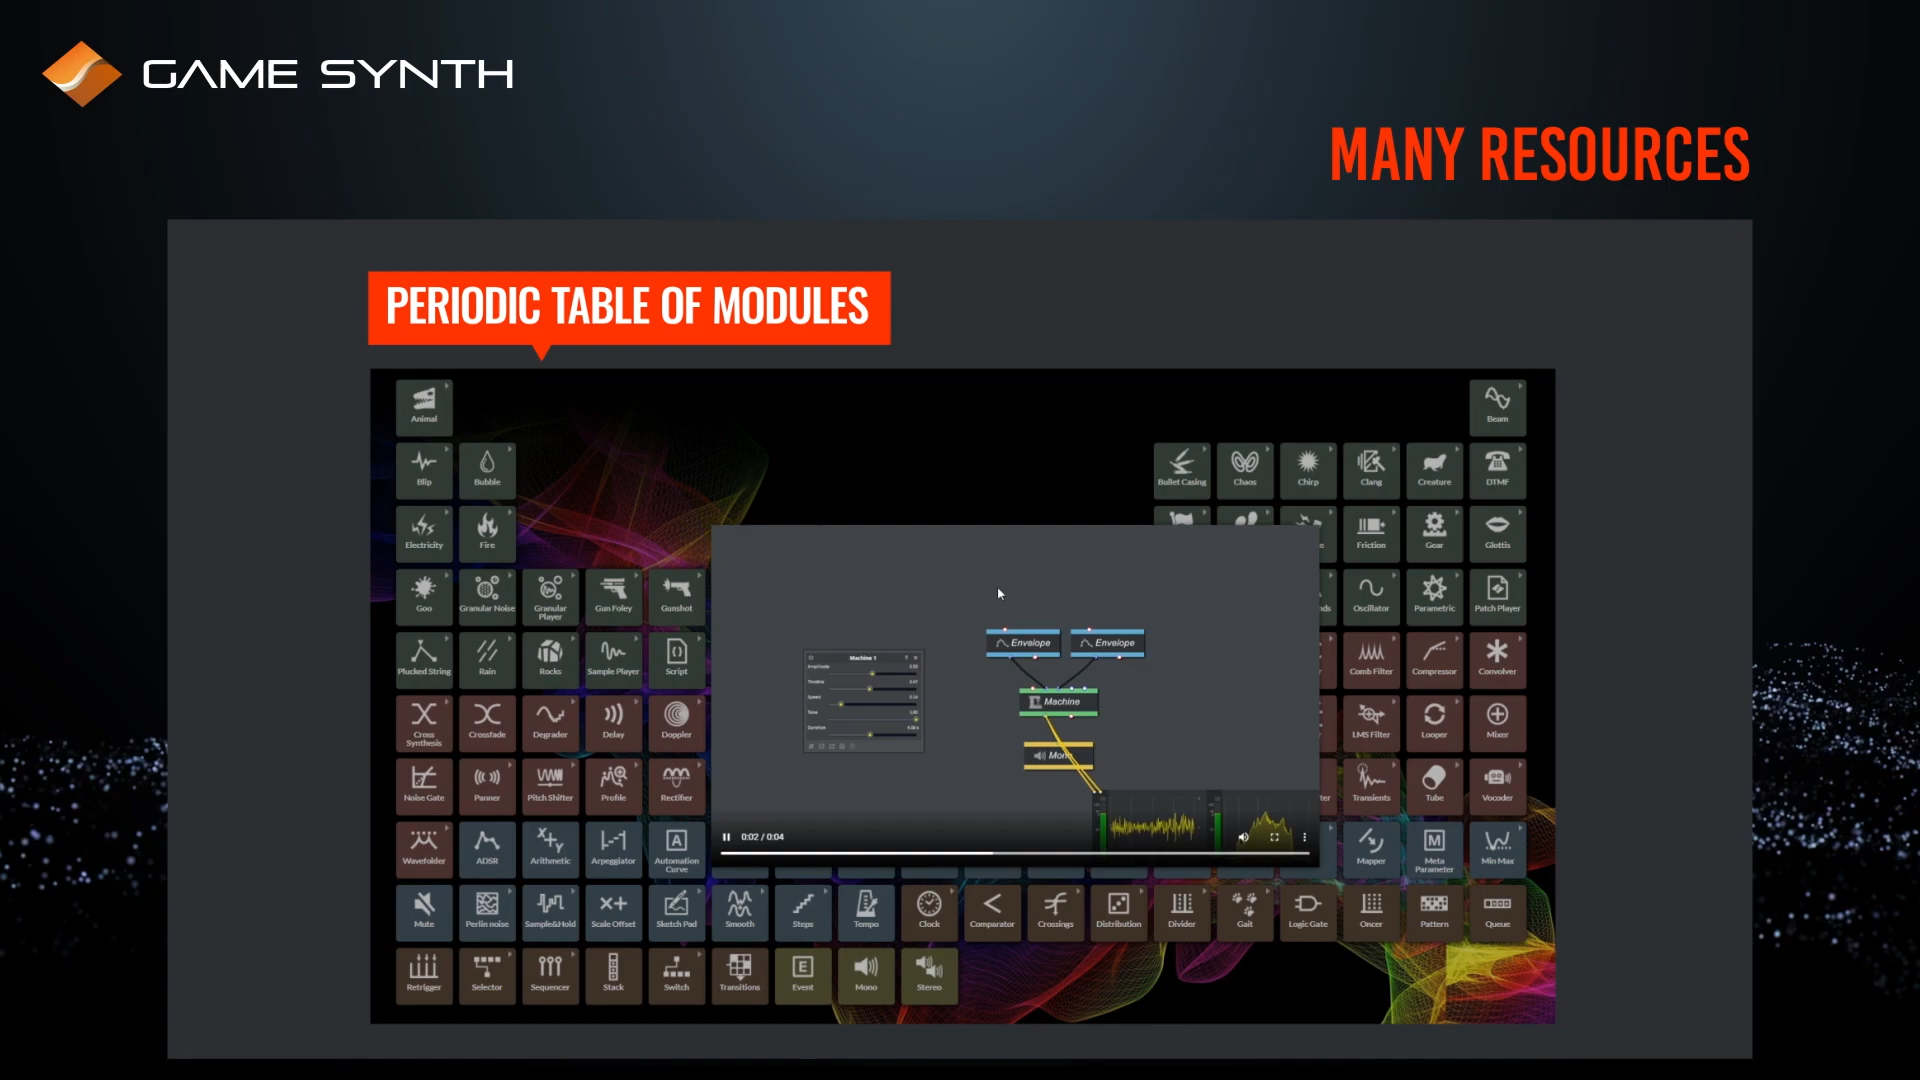 GAME SYNTH
MANY RESOURCES
PERIODIC TABLE OF MODULES
Animal
Beam
Blip
Bubble
Bullet Casing
Chaos
Chirp
Clang
Creature
DTMF
Electricity
Fire
Friction
Gear
Glottis
Goo
Granular Noise
Granular
Player
Gun Foley
Gunshot
Oscillator
Parametric
Patch Player
Envelope
Envelope
Plucked String
Rain
Rocks
Sample Player
Script
Machine 1
Amplitude
Timeline
Speed
Tone
Duration
Machine
Mono
Comb Filter
Compressor
Convolver
Cross
Synthesis
Crossfade
Degrader
Delay
Doppler
LMS Filter
Looper
Mixer
Noise Gate
Panner
Pitch Shifter
Profile
Rectifier
Transients
Tube
Vocoder
0:02 / 0:04
Wavefolder
ADSR
Arithmetic
Arpeggiator
Automation
Curve
Mapper
Meta
Parameter
Min Max
Mute
Perlin noise
Sample&Hold
Scale Offset
Sketch Pad
Smooth
Steps
Tempo
Clock
Comparator
Crossings
Distribution
Divider
Gait
Logic Gate
Oncer
Pattern
Queue
Retrigger
Selector
Sequencer
Stack
Switch
Transitions
Event
Mono
Stereo